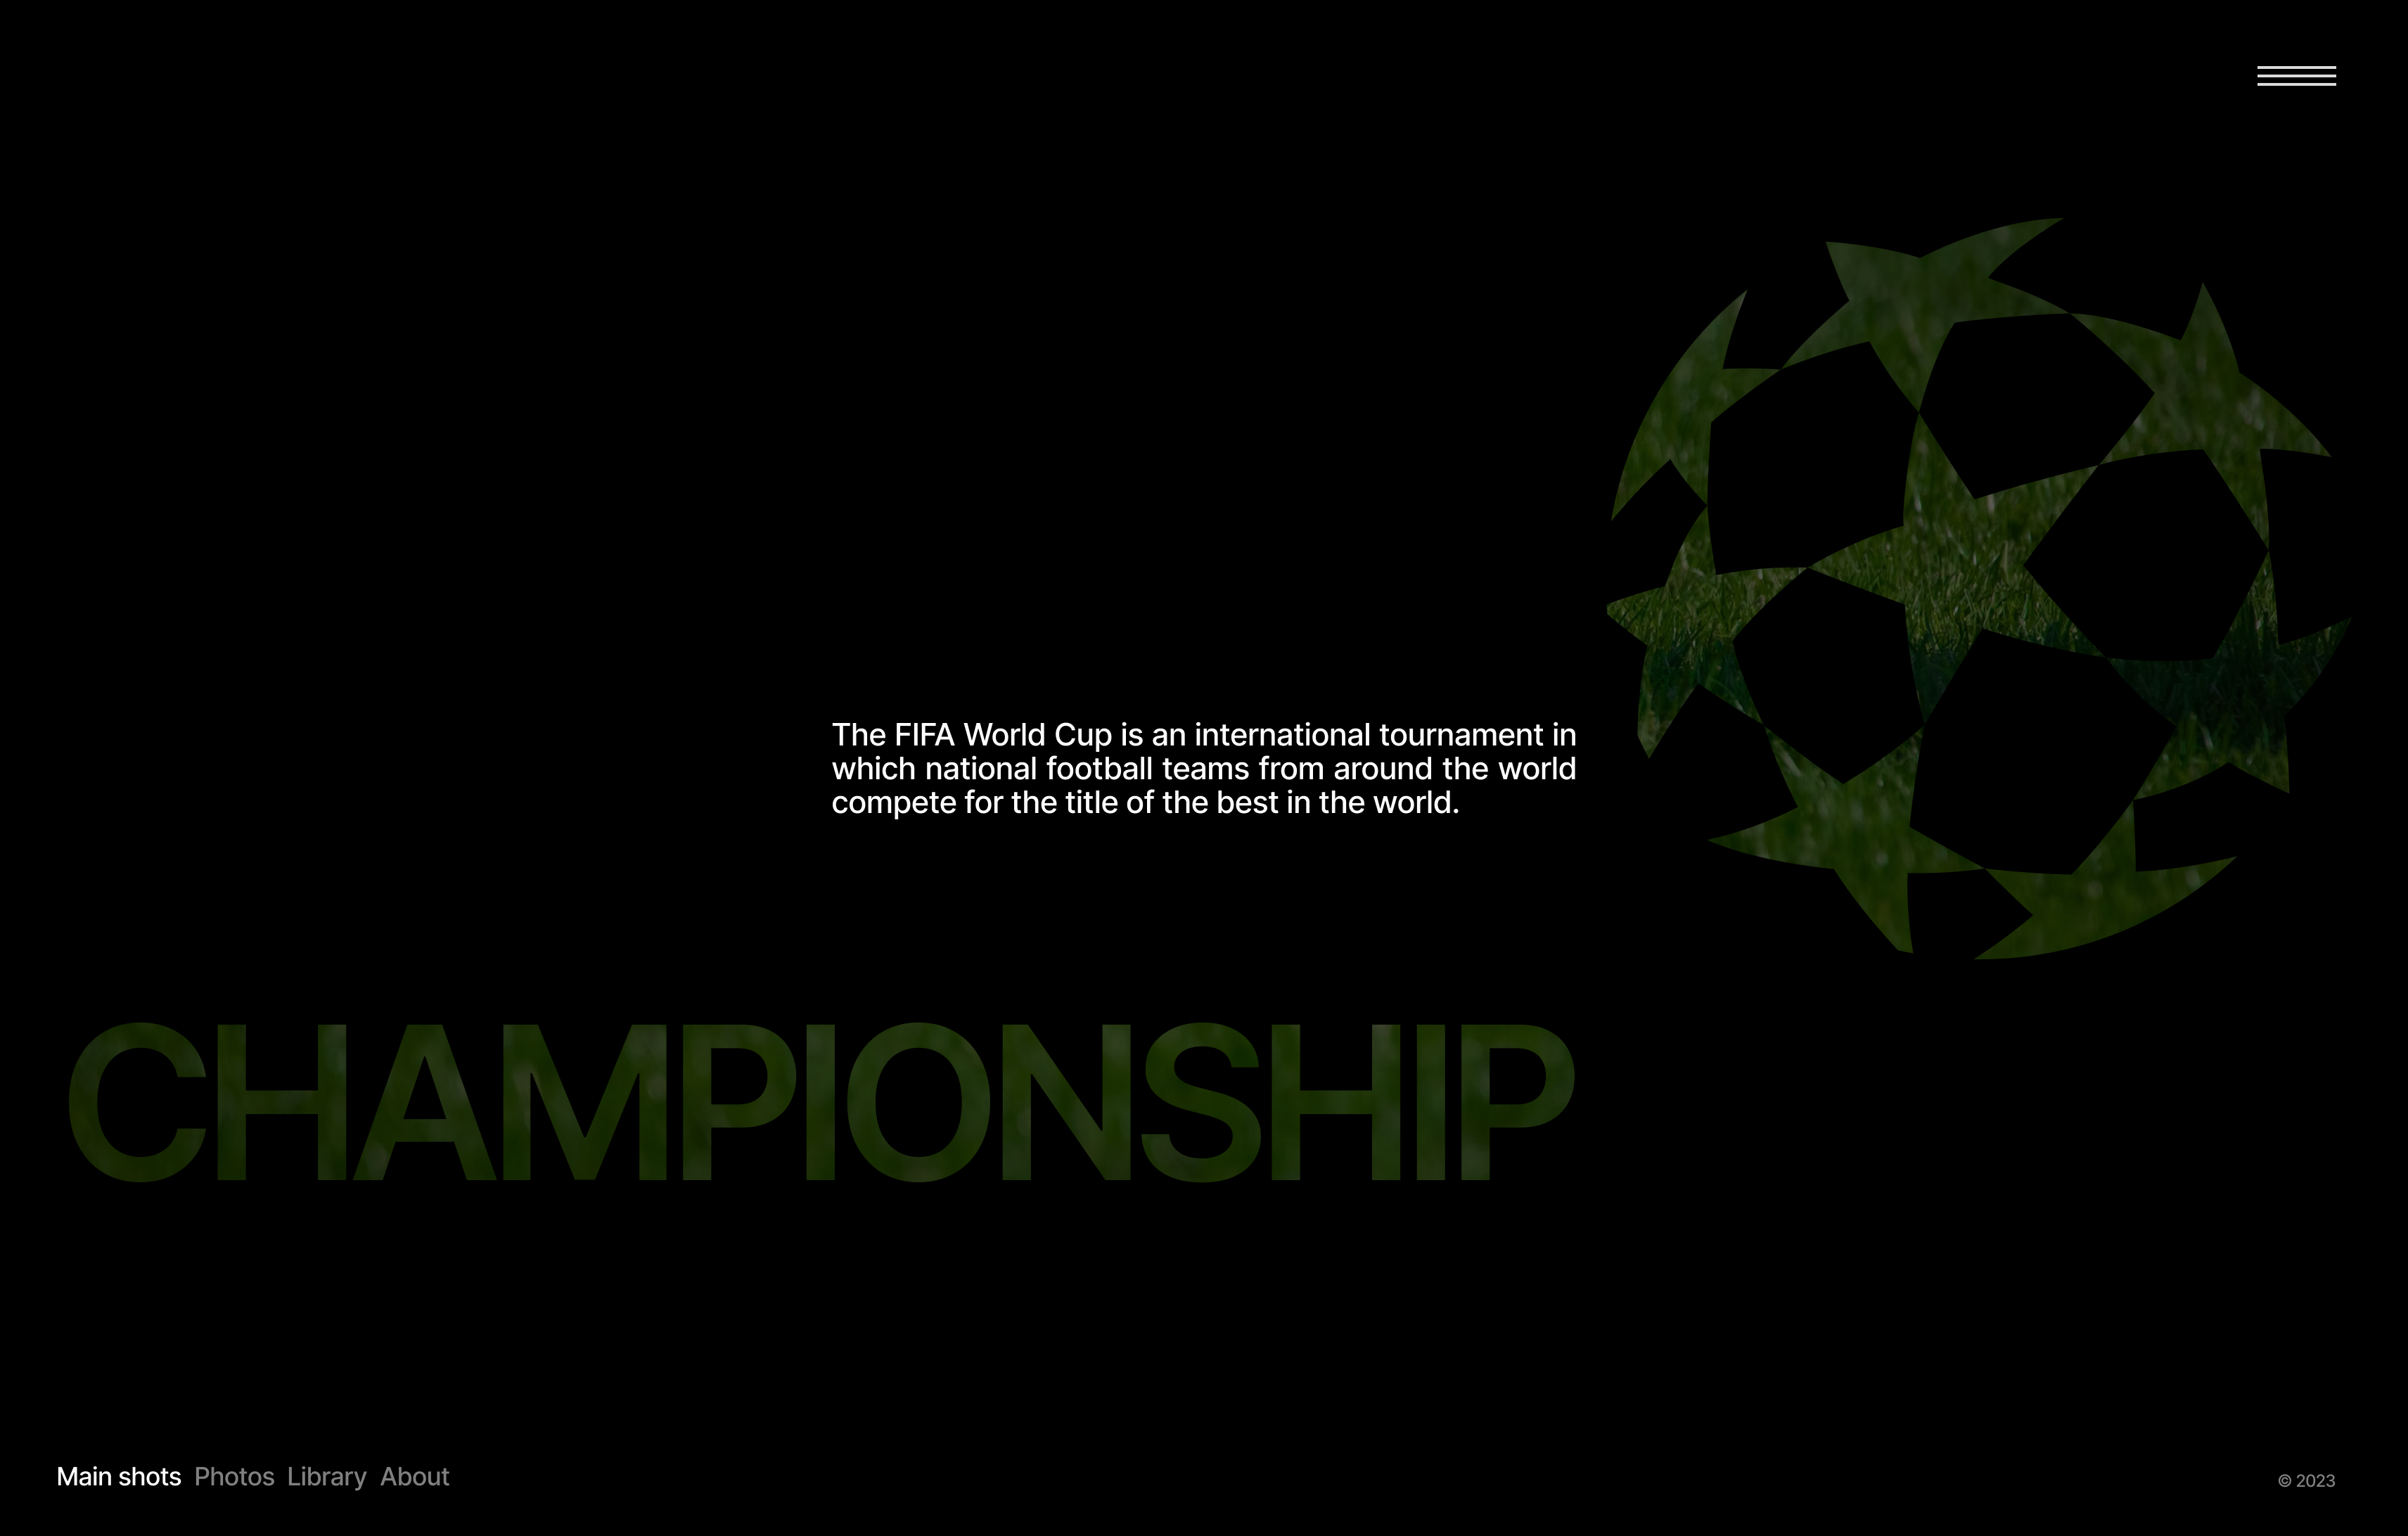 The FIFA World Cup is an international tournament in
which national football teams from around the world
compete for the title of the best in the world.
CHAMPIONSHIP
Main shots Photos Library About
© 2023